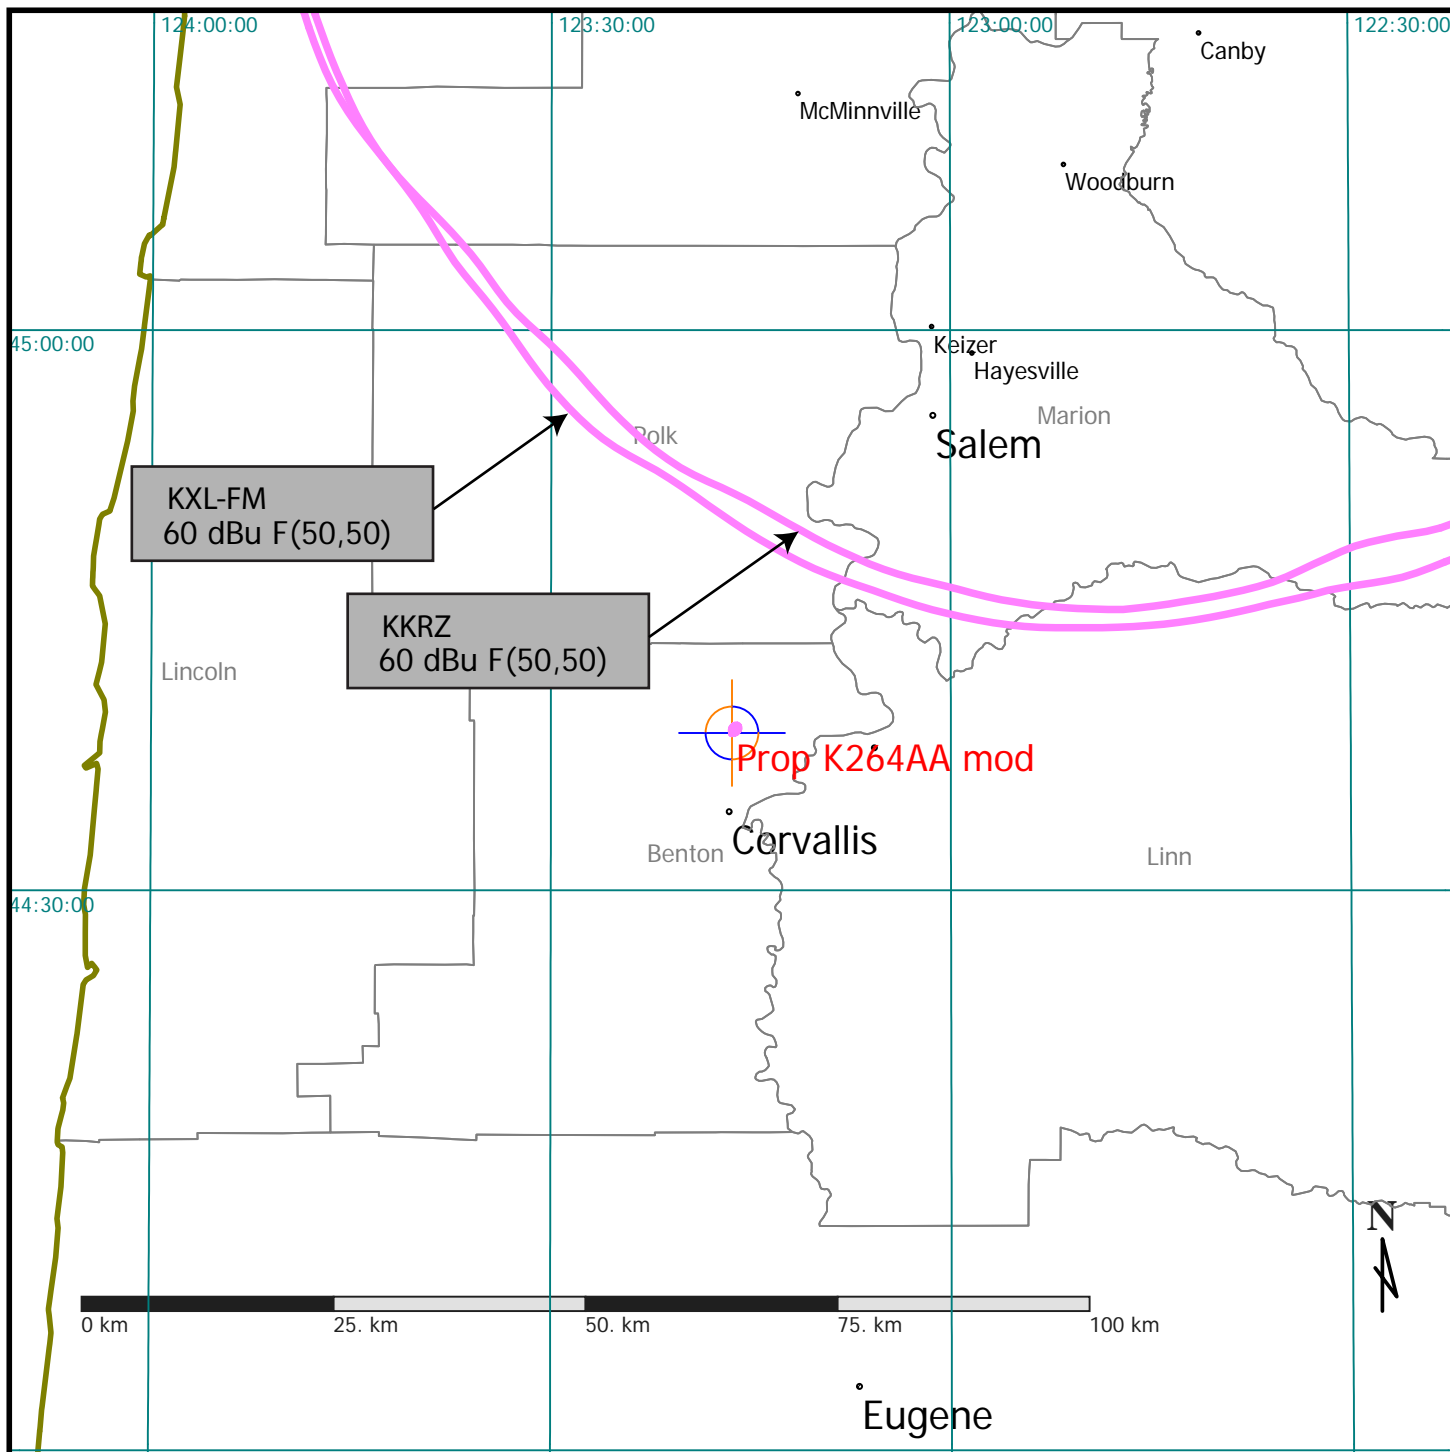 124:00:00
123:30:00
123:00:00
122:30:00
Canby
McMinnville
Woodburn
45:00:00
Keizer
Hayesville
Marion
Polk
Salem
KXL-FM
60 dBu F(50,50)
KKRZ
60 dBu F(50,50)
Lincoln
Prop K264AA mod
Corvallis
Benton
Linn
44:30:00
N
0 km
25. km
50. km
75. km
100 km
Eugene